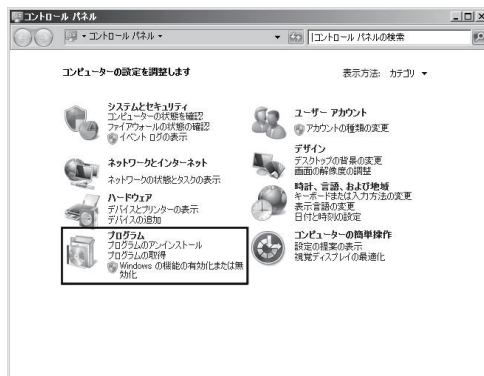 コントロール パネル
コントロール パネル
コントロール パネルの検索
コンピューターの設定を調整します
表示方法: カテゴリ
システムとセキュリティ
コンピューターの状態を確認
ファイアウォールの状態の確認
イベント ログの表示
ネットワークとインターネット
ネットワークの状態とタスクの表示
ハードウェア
デバイスとプリンターの表示
デバイスの追加
プログラム
プログラムのアンインストール
プログラムの取得
Windows の機能の有効化または無
効化
ユーザー アカウント
アカウントの種類の変更
デザイン
デスクトップの背景の変更
画面の解像度の調整
時計、言語、および地域
キーボードまたは入力方法の変更
表示言語の変更
日付と時刻の設定
コンピューターの簡単操作
設定の提案の表示
視覚ディスプレイの最適化